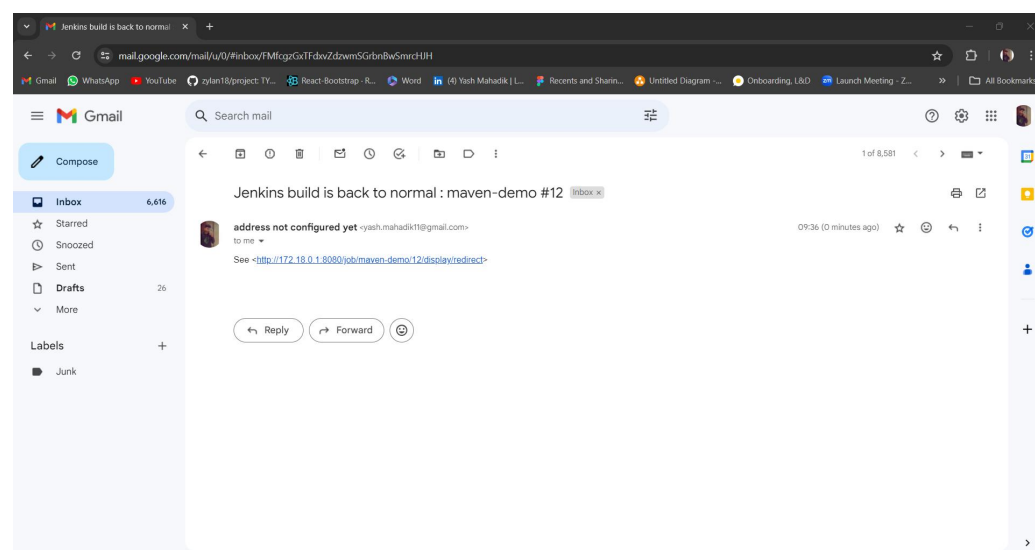 Jenkins build is back to normal
mail.google.com/mail/u/0/#inbox/FMfcgzGxTFdxvZdzwmSGrbnBwSmrcHJH
Gmail WhatsApp YouTube zylan18/project: TY... React-Bootstrap - R... Word (4) Yash Mahadik | L... Recents and Sharin... Untitled Diagram -... Onboarding, L&D Launch Meeting - Z... » All Bookmarks
Gmail
Search mail
Compose
1 of 8,581
Inbox 6,616
Starred
Snoozed
Sent
Drafts 26
More
Labels
Junk
Jenkins build is back to normal : maven-demo #12 Inbox ×
address not configured yet <yash.mahadik11@gmail.com> 09:36 (0 minutes ago)
to me
See <http://172.18.0.1:8080/job/maven-demo/12/display/redirect>
Reply Forward